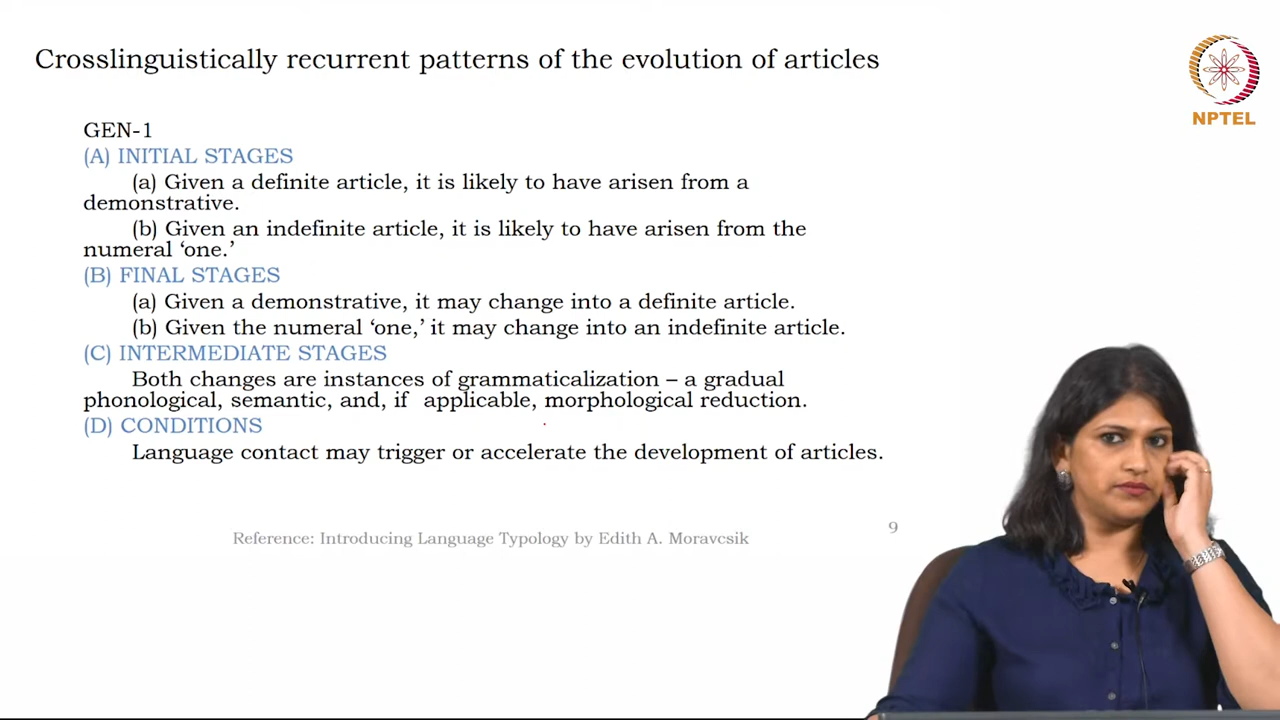 Crosslinguistically recurrent patterns of the evolution of articles
NPTEL
GEN-1
(A) INITIAL STAGES
(a) Given a definite article, it is likely to have arisen from a
demonstrative.
(b) Given an indefinite article, it is likely to have arisen from the
numeral ‘one.’
(B) FINAL STAGES
(a) Given a demonstrative, it may change into a definite article.
(b) Given the numeral ‘one,’ it may change into an indefinite article.
(C) INTERMEDIATE STAGES
Both changes are instances of grammaticalization – a gradual
phonological, semantic, and, if applicable, morphological reduction.
(D) CONDITIONS
Language contact may trigger or accelerate the development of articles.
9
Reference: Introducing Language Typology by Edith A. Moravcsik